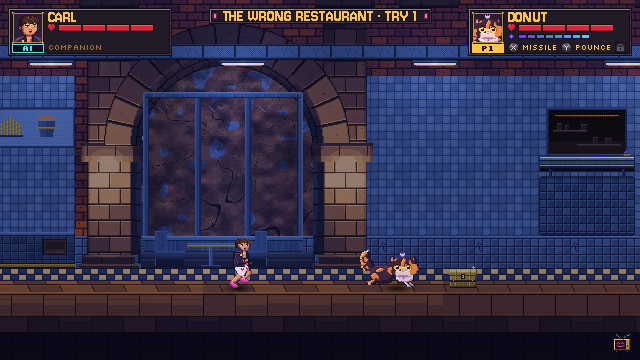 CARL
AI
COMPANION
THE WRONG RESTAURANT · TRY 1
DONUT
P1
X MISSILE Y POUNCE